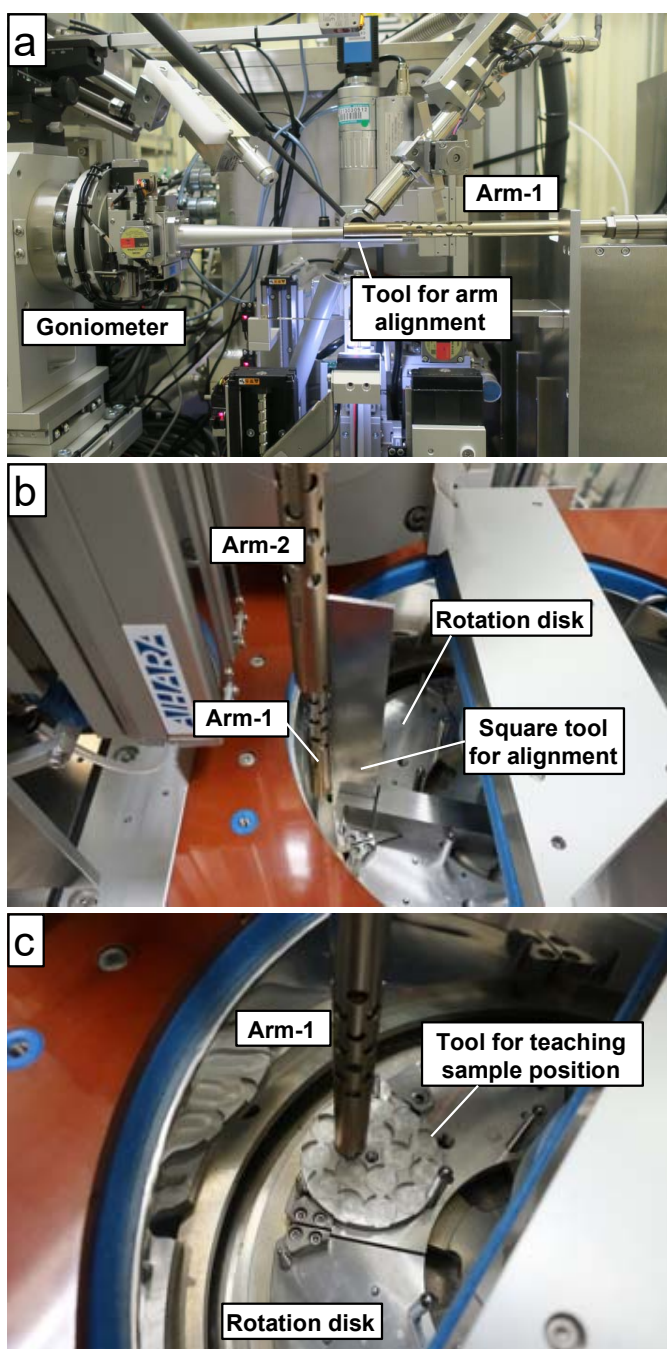 a
Arm-1
Tool for arm
alignment
Goniometer
b
Arm-2
Rotation disk
AIHARA
Arm-1
Square tool
for alignment
c
Arm-1
Tool for teaching
sample position
Rotation disk